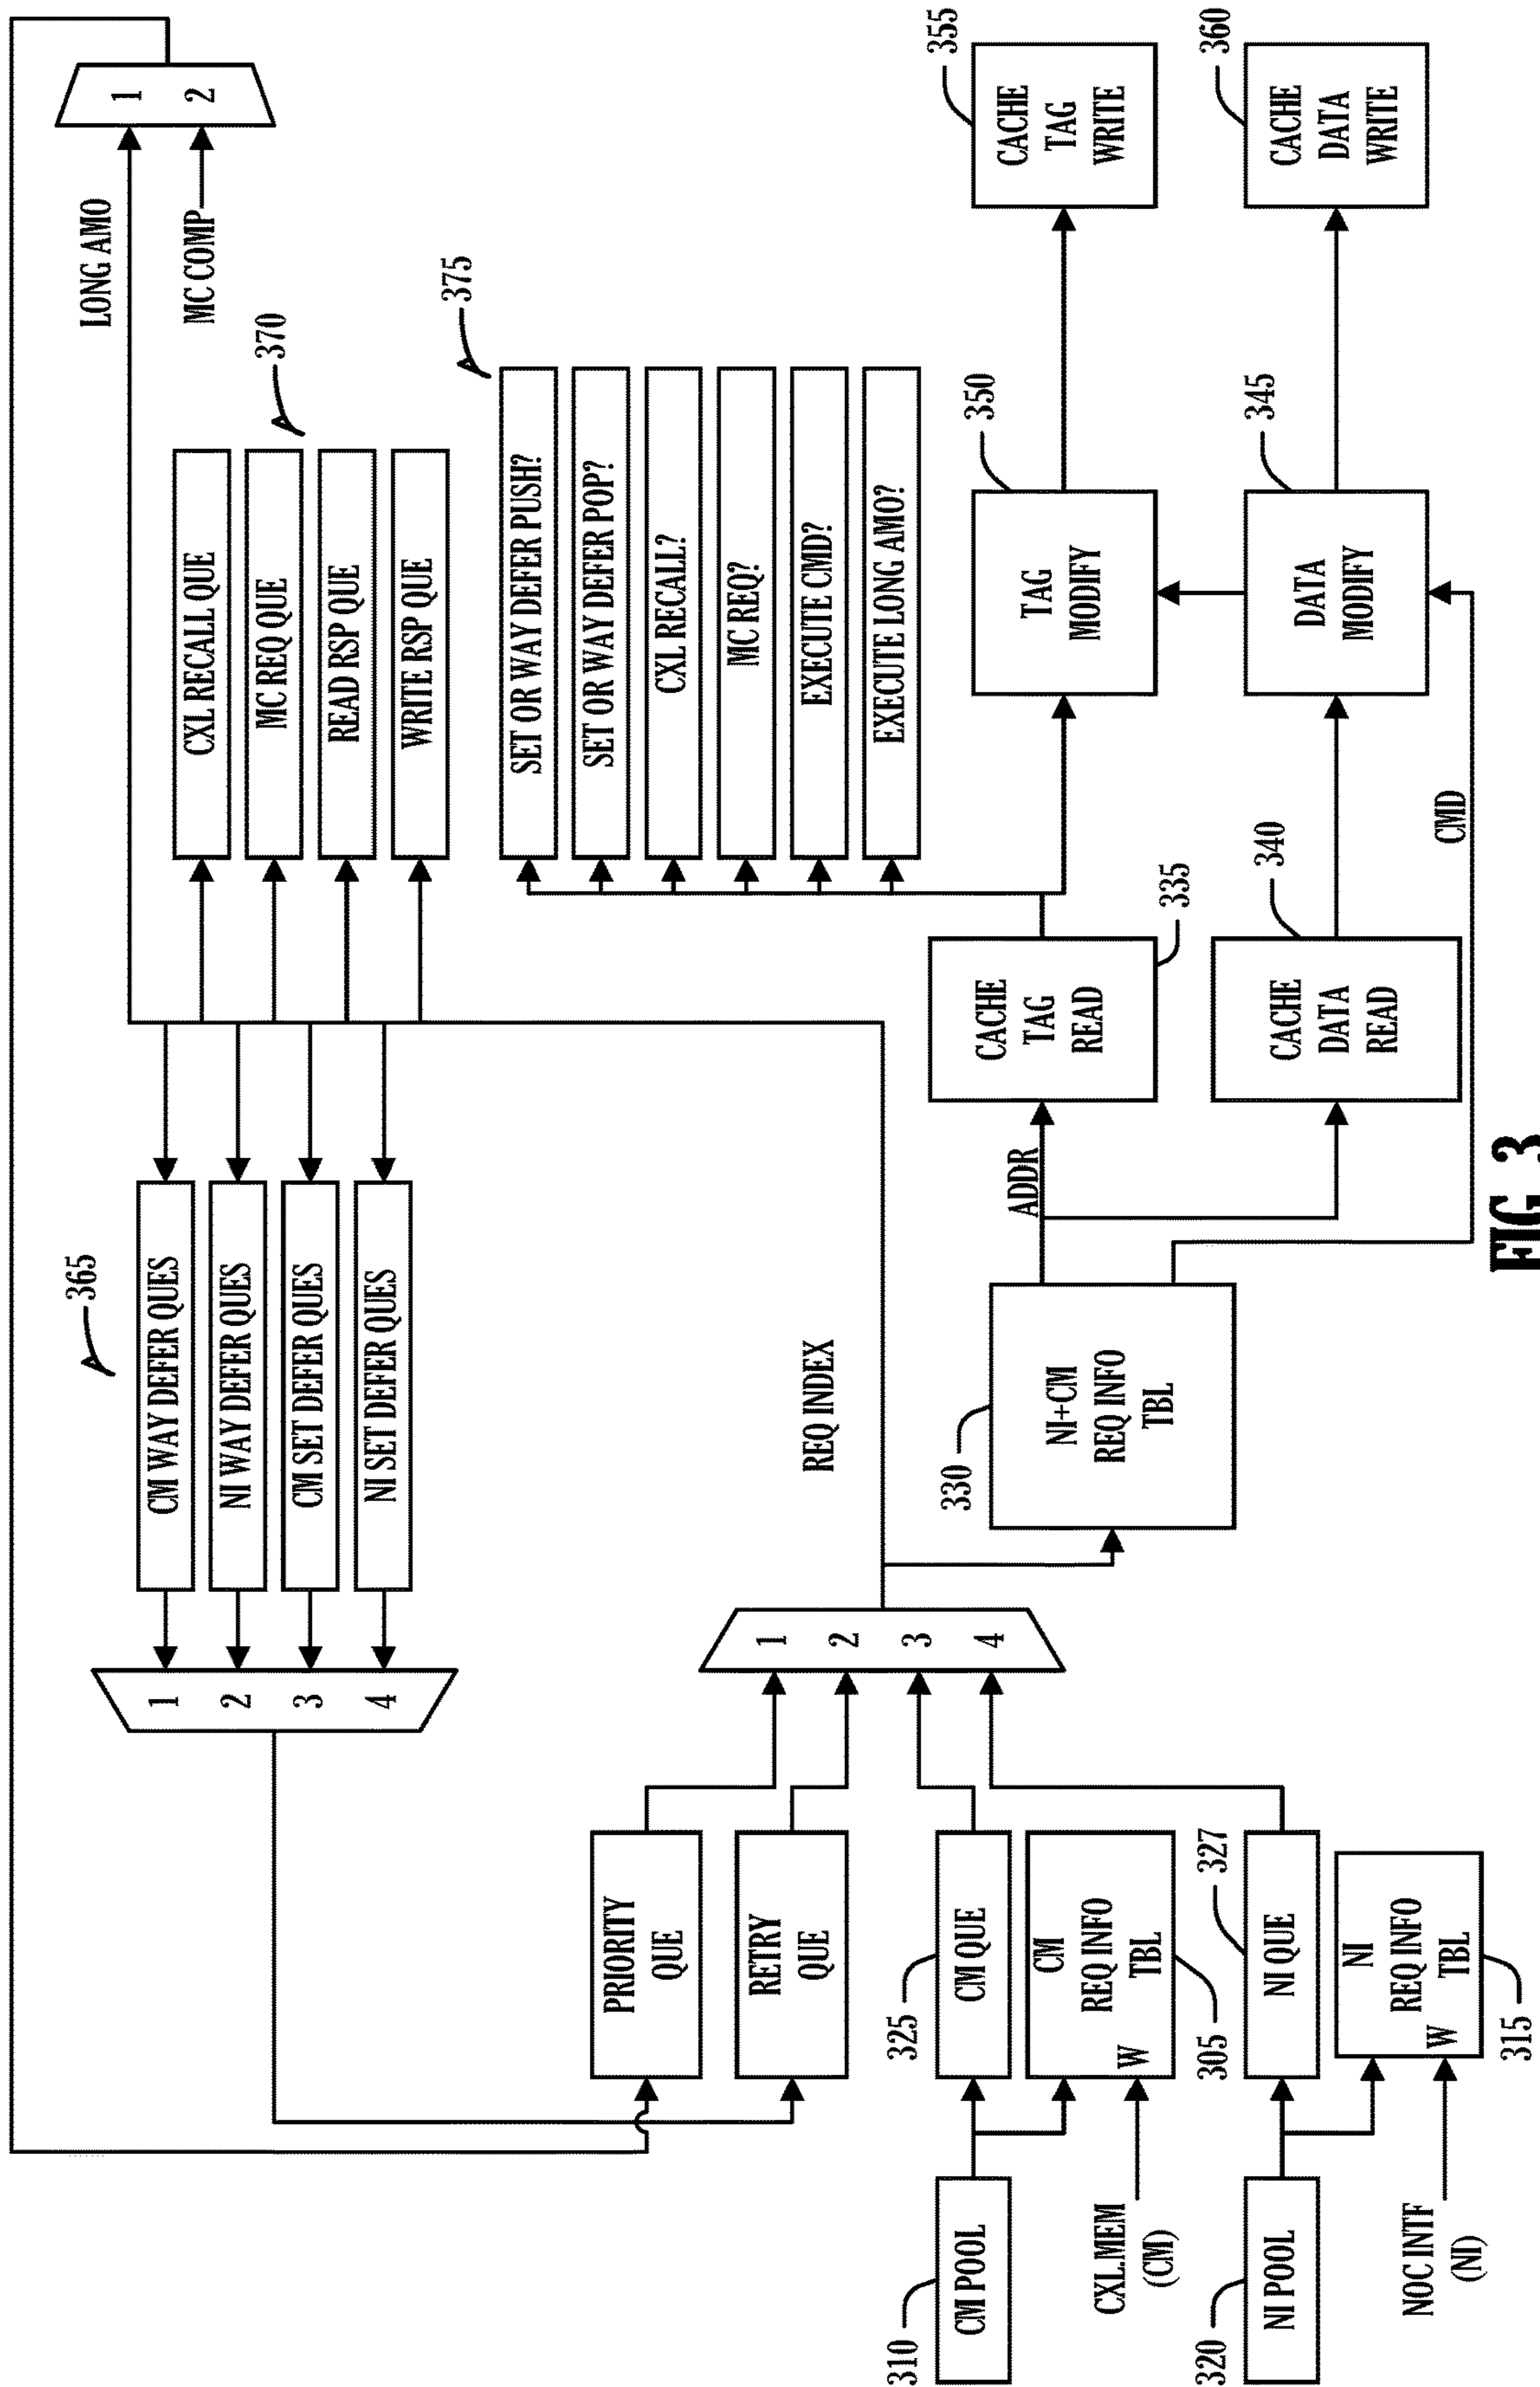 LONG AMO
MC COMP
1
2
365
CM WAY DEFER QUES
NI WAY DEFER QUES
CM SET DEFER QUES
NI SET DEFER QUES
1
2
3
4
370
CXL RECALL QUE
MC REQ QUE
READ RSP QUE
WRITE RSP QUE
375
SET OR WAY DEFER PUSH?
SET OR WAY DEFER POP?
CXL RECALL?
MC REQ?
EXECUTE CMD?
EXECUTE LONG AMO?
PRIORITY
QUE
RETRY
QUE
1
2
3
4
REQ INDEX
310
CM POOL
325
CM QUE
CM
REQ INFO
TBL
W
305
CXL.MEM
(CM)
320
NI POOL
327
NI QUE
NI
REQ INFO
TBL
W
315
NOC INTF
(NI)
330
NI+CM
REQ INFO
TBL
ADDR
CMD
335
CACHE
TAG
READ
340
CACHE
DATA
READ
350
TAG
MODIFY
345
DATA
MODIFY
355
CACHE
TAG
WRITE
360
CACHE
DATA
WRITE
FIG. 3